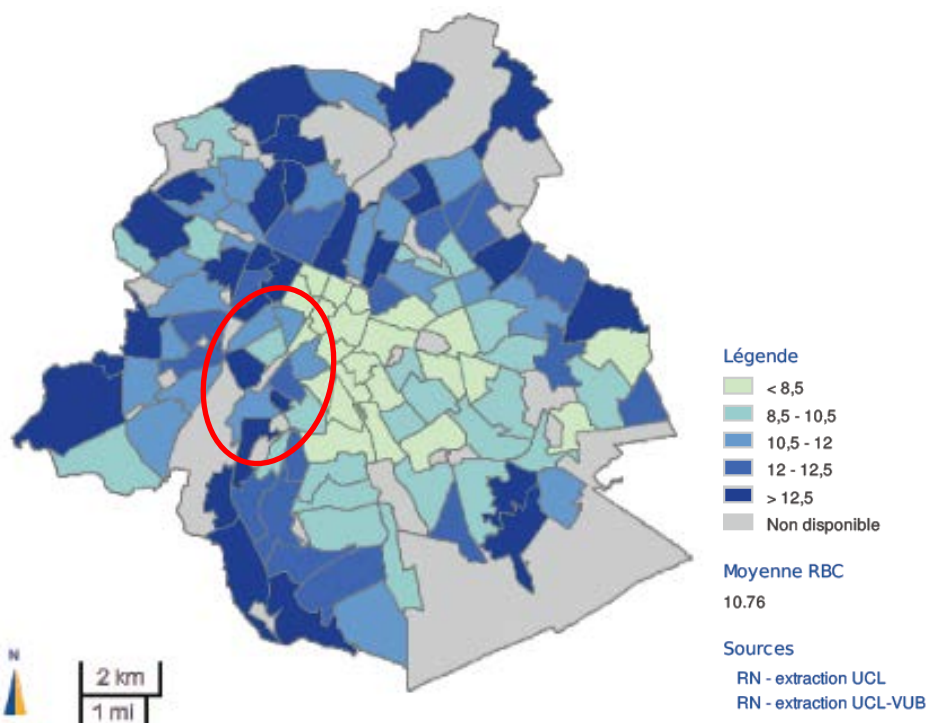 Légende
< 8,5
8,5 - 10,5
10,5 - 12
12 - 12,5
> 12,5
Non disponible
Moyenne RBC
10.76
Sources
RN - extraction UCL
RN - extraction UCL-VUB
N
2 km
1 mi